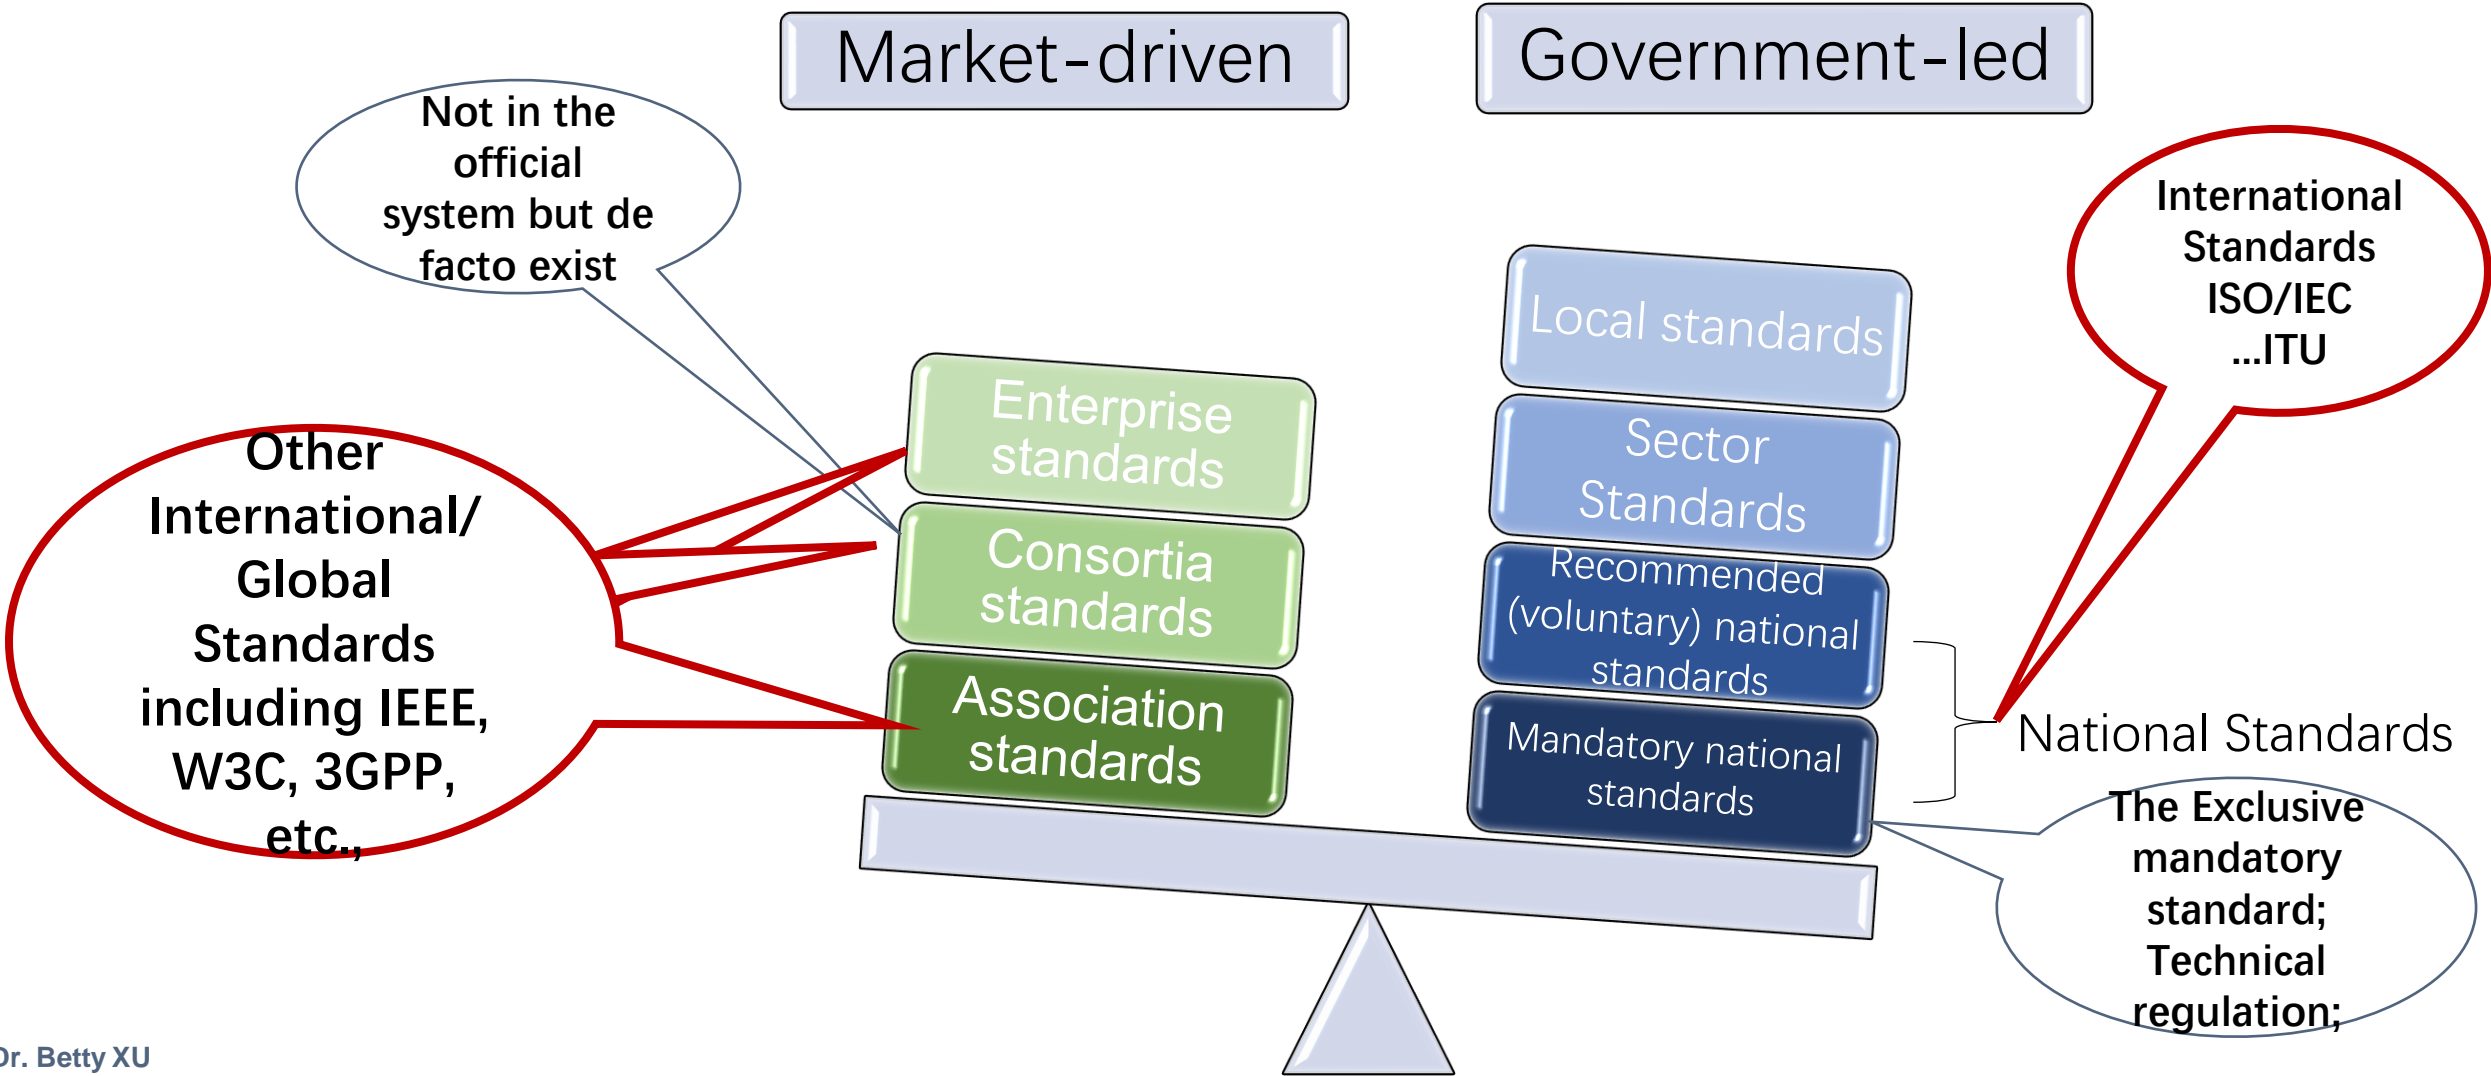 Market-driven
Government-led
Not in the
official
system but de
facto exist
International
Standards
ISO/IEC
...ITU
Other
International/
Global
Standards
including IEEE,
W3C, 3GPP,
etc.,
Enterprise
standards
Consortia
standards
Association
standards
Local standards
Sector
Standards
Recommended
(voluntary) national
standards
Mandatory national
standards
National Standards
The Exclusive
mandatory
standard;
Technical
regulation;
Dr. Betty XU